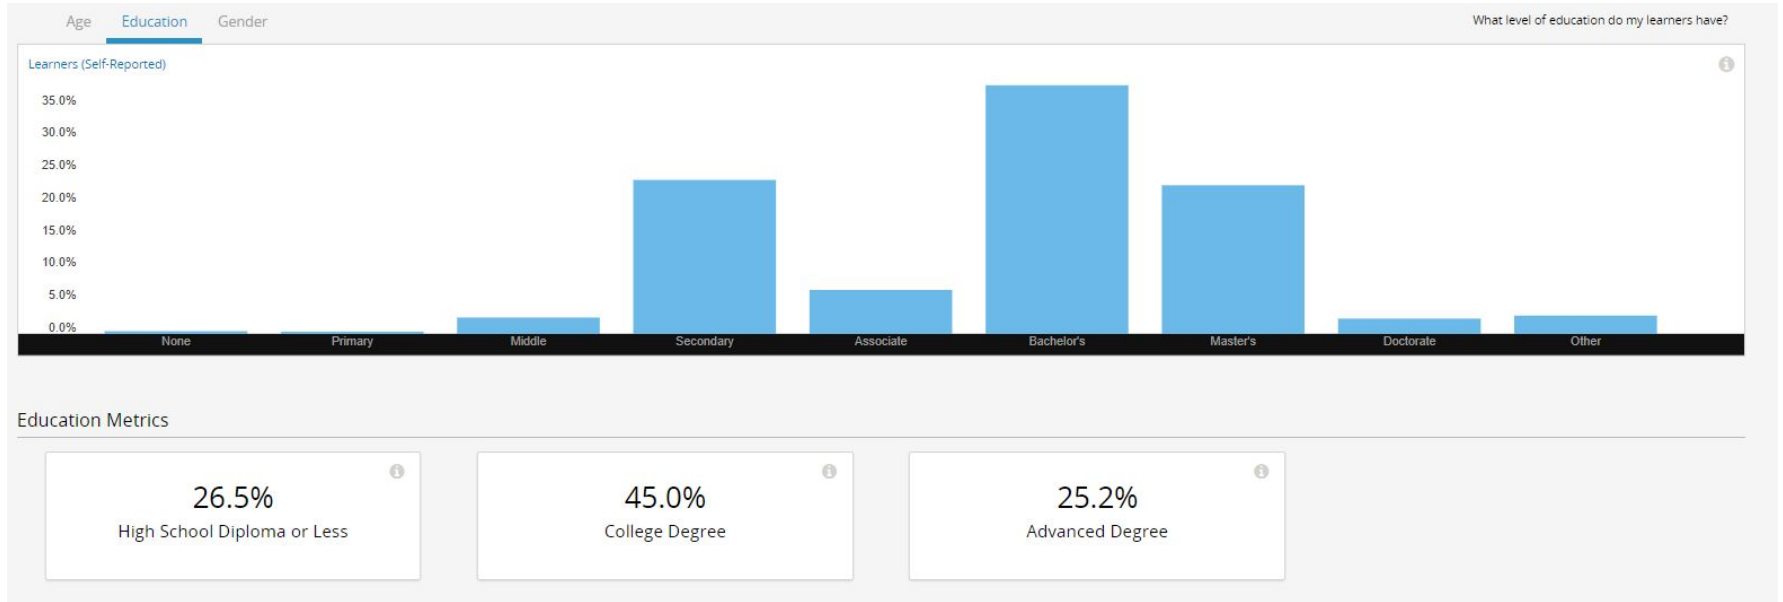 Age Education Gender What level of education do my learners have?
Learners (Self-Reported)
35.0%
30.0%
25.0%
20.0%
15.0%
10.0%
5.0%
0.0%
None Primary Middle Secondary Associate Bachelor's Master's Doctorate Other
Education Metrics
26.5% 45.0% 25.2%
High School Diploma or Less College Degree Advanced Degree